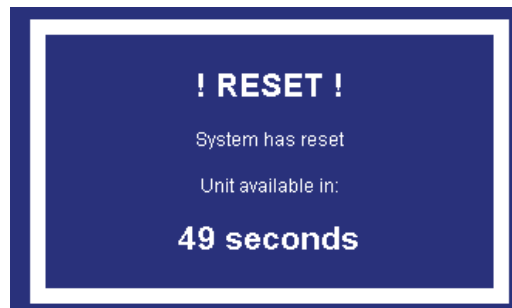 ! RESET !
System has reset
Unit available in:
49 seconds